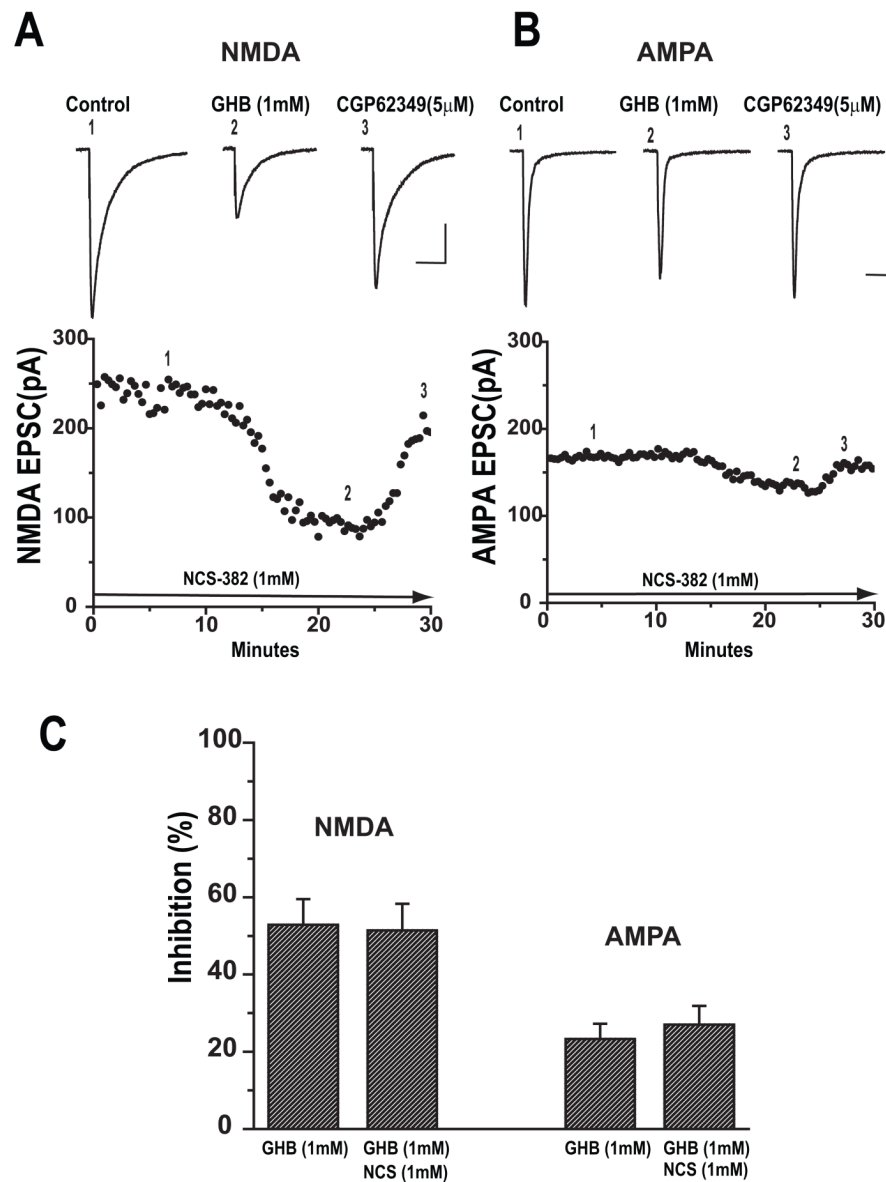 A
NMDA
Control
GHB (1mM)
CGP62349(5µM)
1
2
3
300
200
100
0
NMDA EPSC(pA)
1
2
3
NCS-382 (1mM)
0
10
20
30
Minutes
B
AMPA
Control
GHB (1mM)
CGP62349(5µM)
1
2
3
300
200
100
0
AMPA EPSC(pA)
1
2
3
NCS-382 (1mM)
0
10
20
30
Minutes
C
100
80
60
40
20
0
Inhibition (%)
NMDA
AMPA
GHB (1mM)
GHB (1mM)
NCS (1mM)
GHB (1mM)
GHB (1mM)
NCS (1mM)